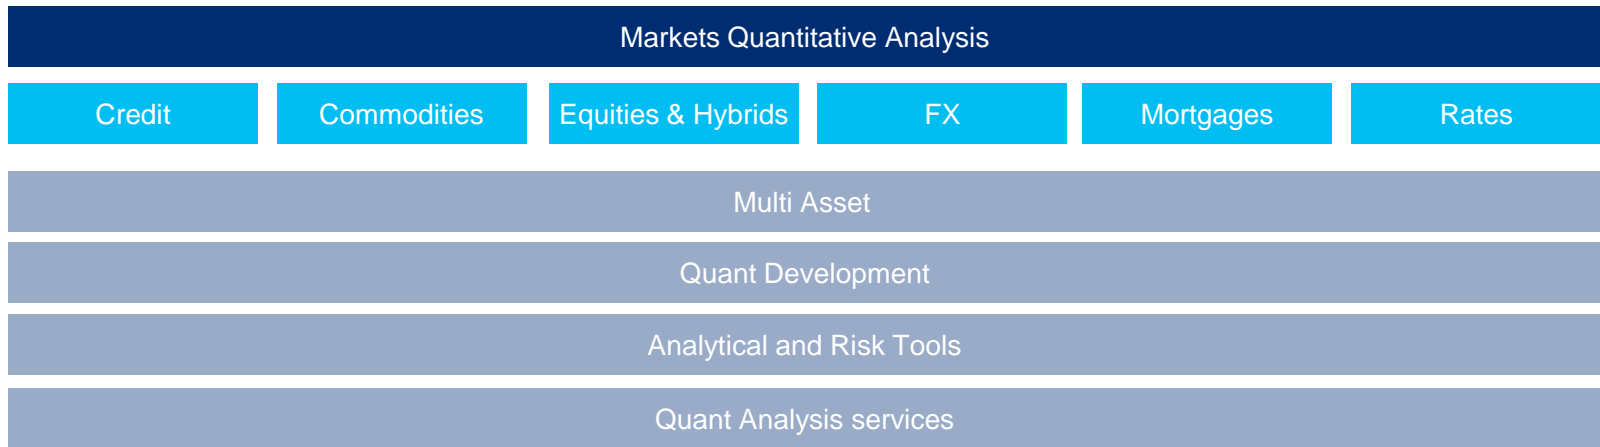 Markets Quantitative Analysis
Credit
Commodities
Equities & Hybrids
FX
Mortgages
Rates
Multi Asset
Quant Development
Analytical and Risk Tools
Quant Analysis services